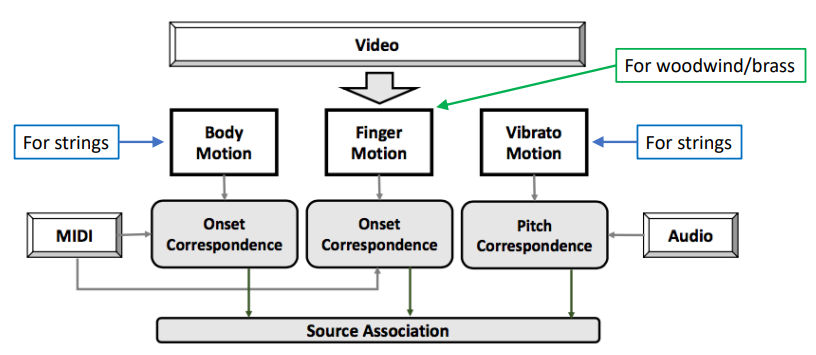 Video
For woodwind/brass
For strings
Body
Motion
Finger
Motion
Vibrato
Motion
For strings
MIDI
Onset
Correspondence
Onset
Correspondence
Pitch
Correspondence
Audio
Source Association